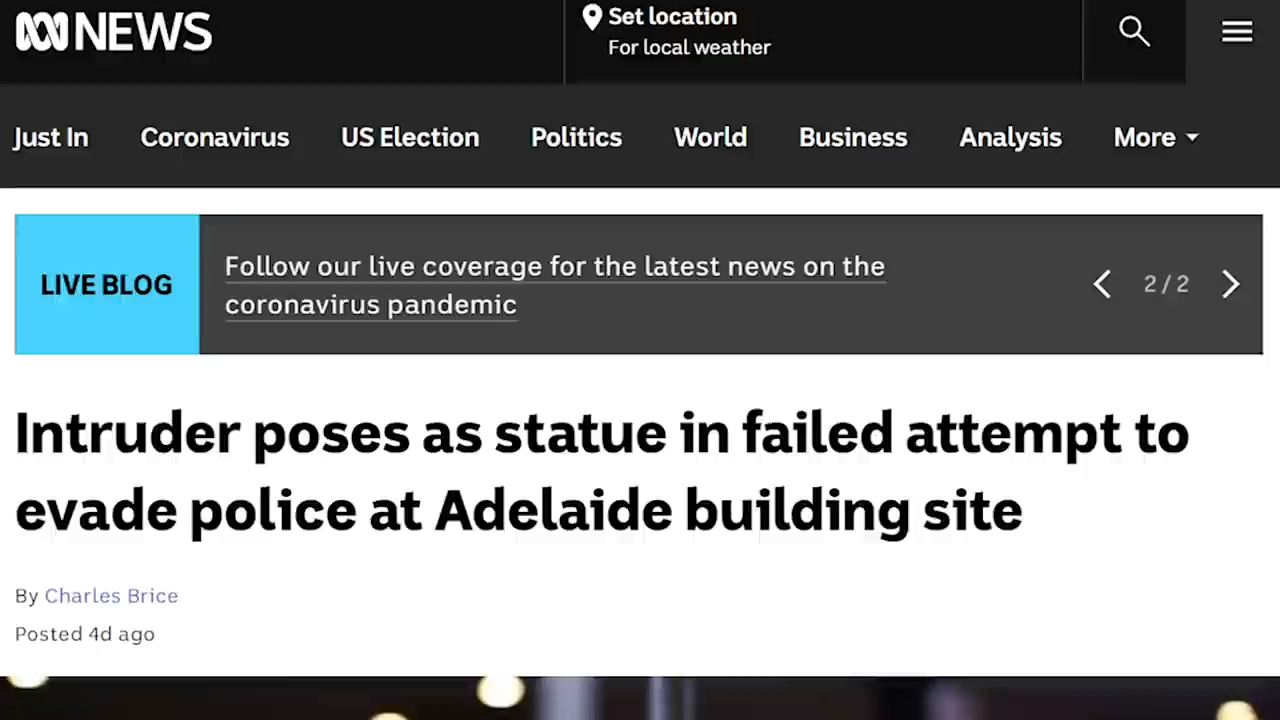 NEWS
Set location
For local weather
Just In Coronavirus US Election Politics World Business Analysis More
LIVE BLOG
Follow our live coverage for the latest news on the
coronavirus pandemic
2/2
Intruder poses as statue in failed attempt to
evade police at Adelaide building site
By Charles Brice
Posted 4d ago